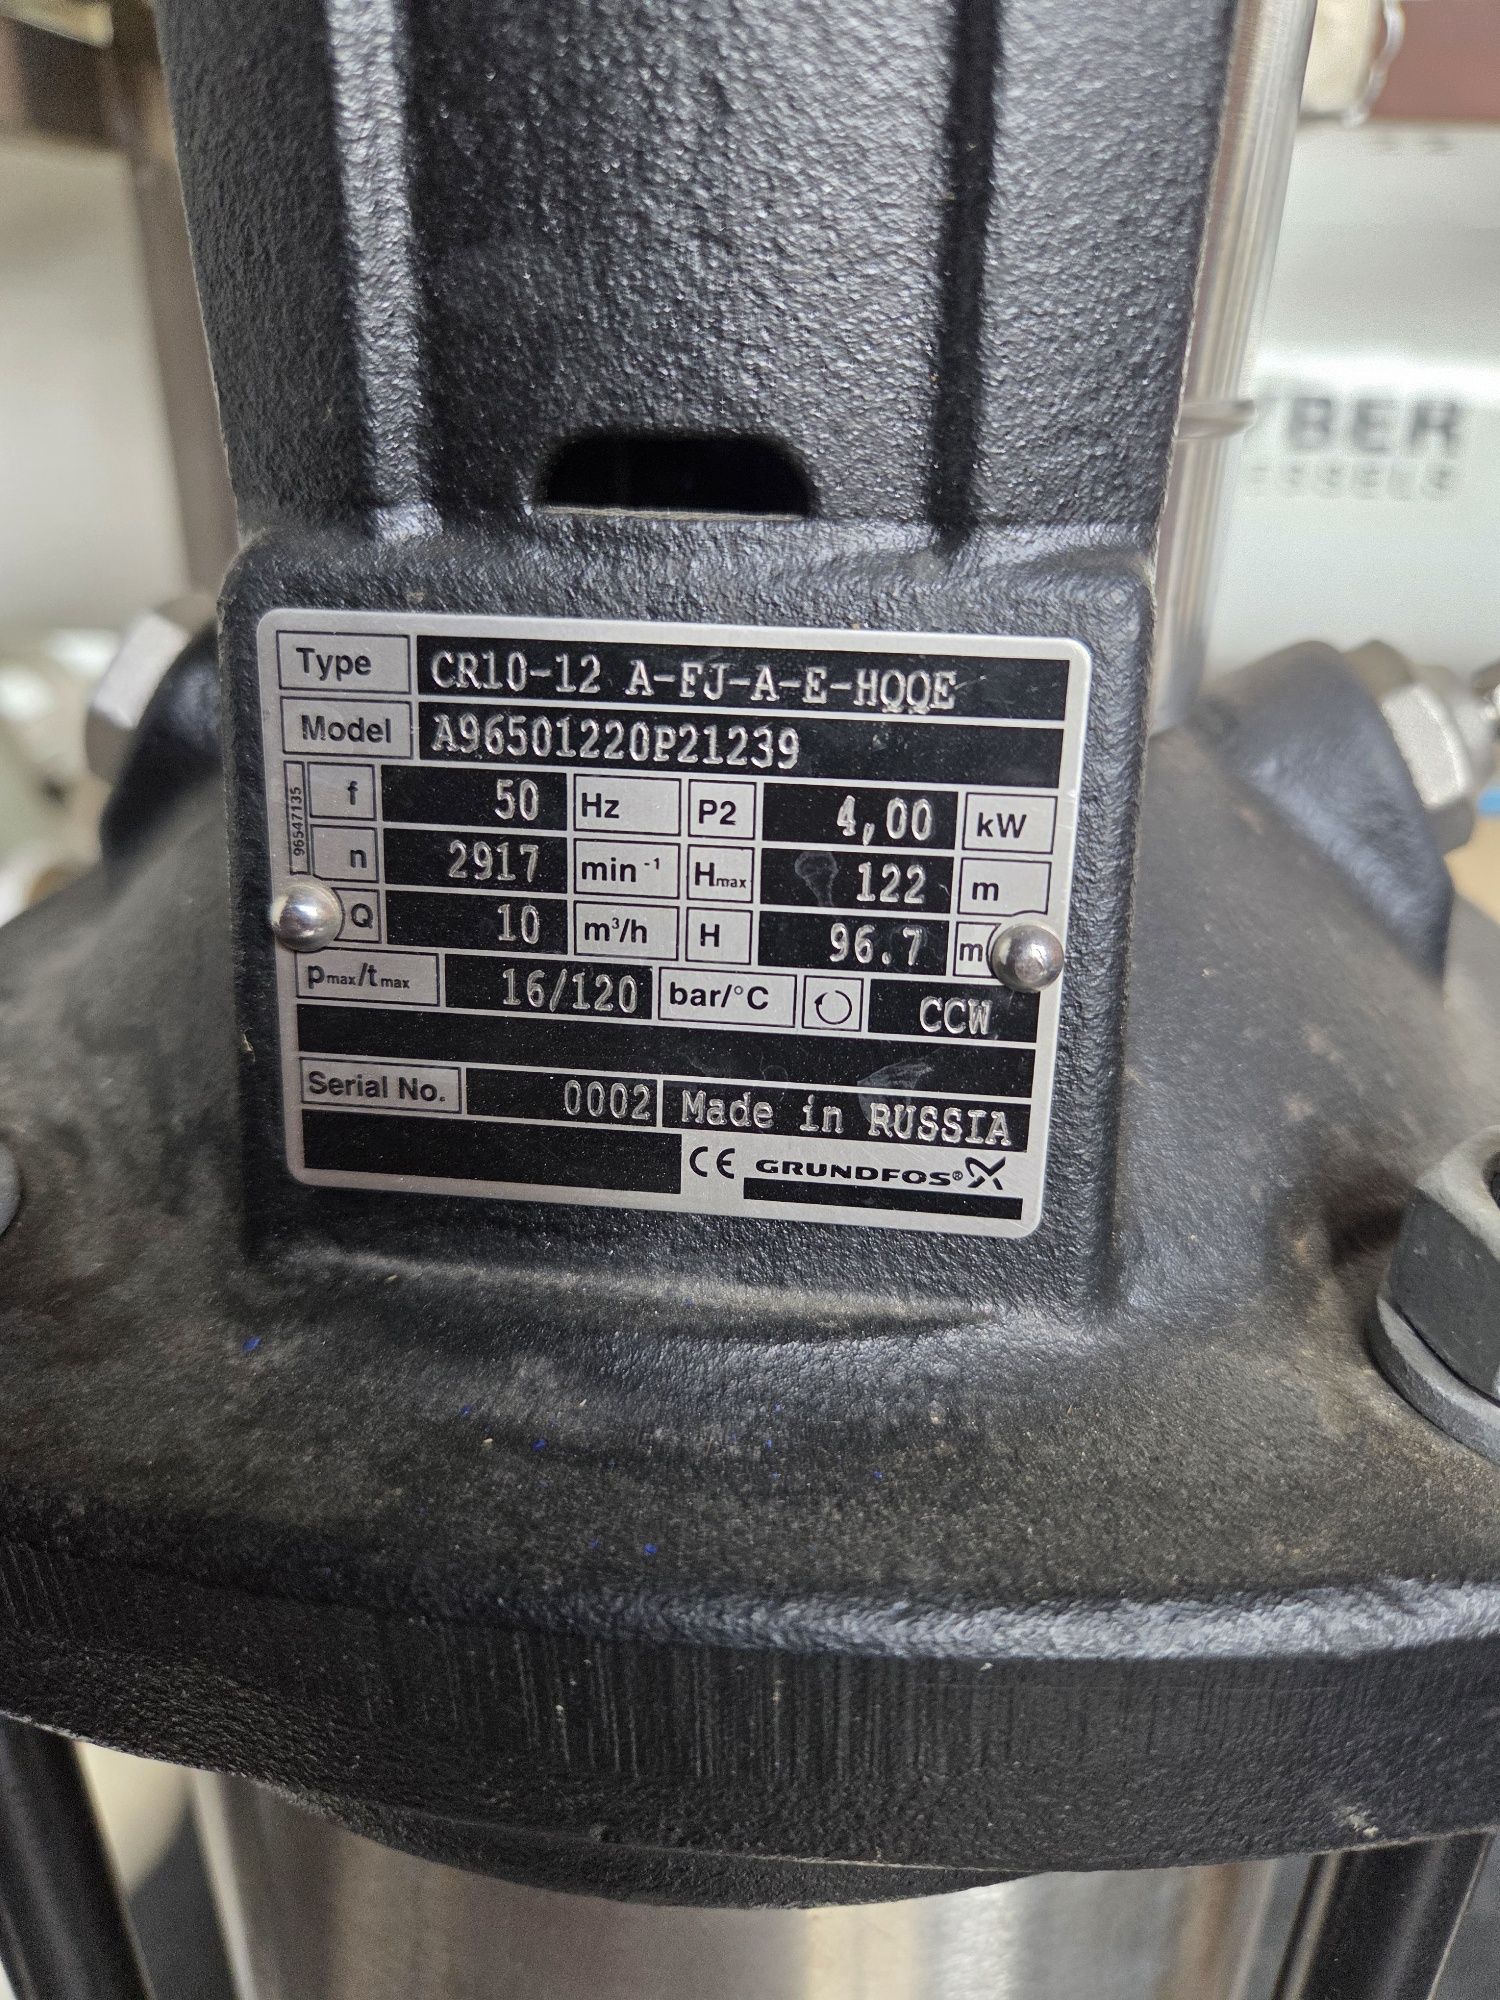 YBER
ESSELS
Type CR10-12 A-FJ-A-E-HQQE
Model A96501220P21239
96547135
f 50 Hz P2 4,00 kW
n 2917 min⁻¹ Hmax 122 m
Q 10 m³/h H 96.7 m
pmax/tmax 16/120 bar/°C CCW
Serial No. 0002 Made in RUSSIA
CE GRUNDFOS®